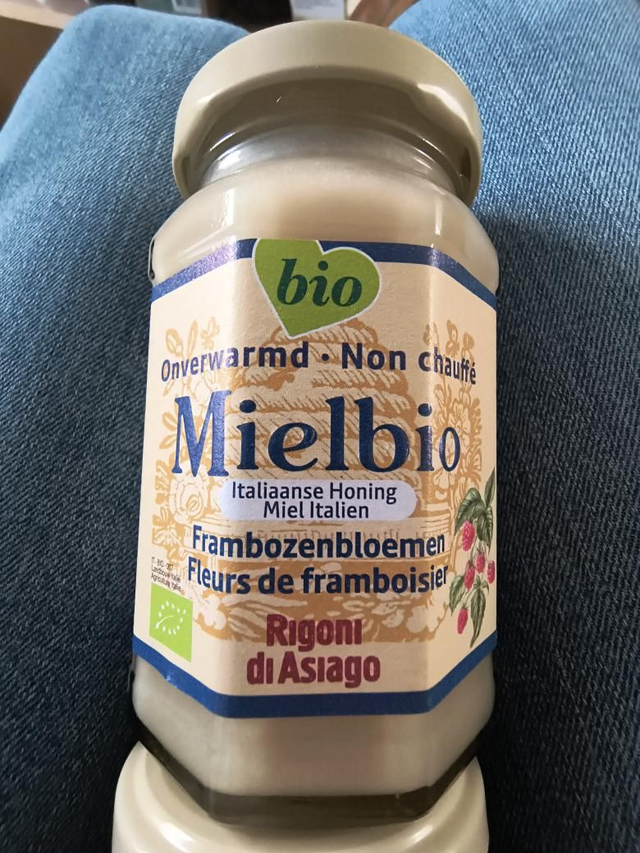 bio
Onverwarmd · Non chauffé
Mielbio
Italiaanse Honing
Miel Italien
Frambozenbloemen
Fleurs de framboisier
Rigoni
di Asiago